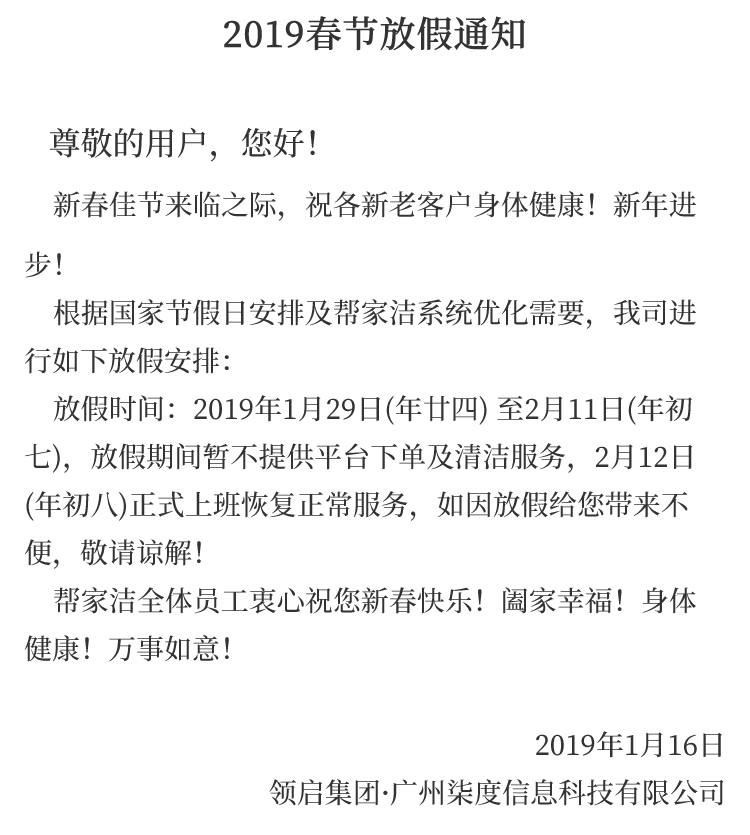 2019春节放假通知
尊敬的用户，您好！
新春佳节来临之际，祝各新老客户身体健康！新年进
步！
根据国家节假日安排及帮家洁系统优化需要，我司进
行如下放假安排：
放假时间：2019年1月29日(年廿四) 至2月11日(年初
七)，放假期间暂不提供平台下单及清洁服务，2月12日
(年初八)正式上班恢复正常服务，如因放假给您带来不
便，敬请谅解！
帮家洁全体员工衷心祝您新春快乐！阖家幸福！身体
健康！万事如意！
2019年1月16日
领启集团·广州柒度信息科技有限公司